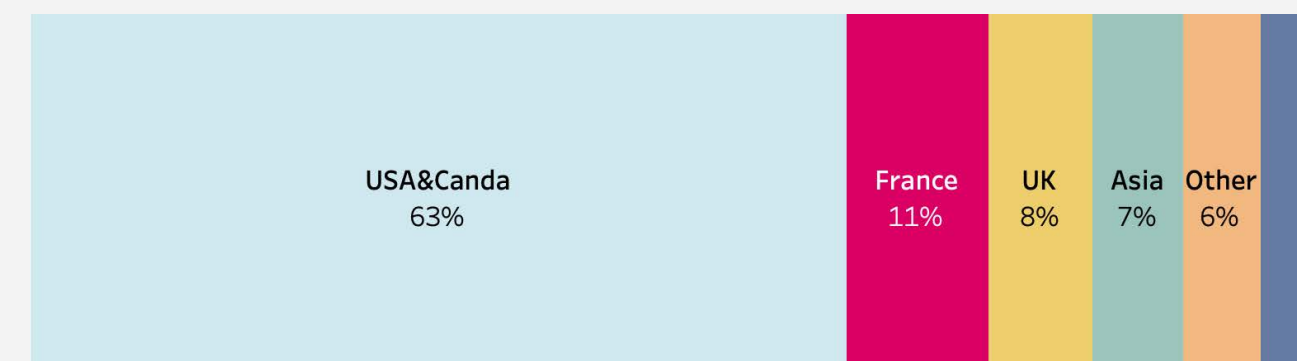 USA&Canda
63%
France
11%
UK
8%
Asia
7%
Other
6%